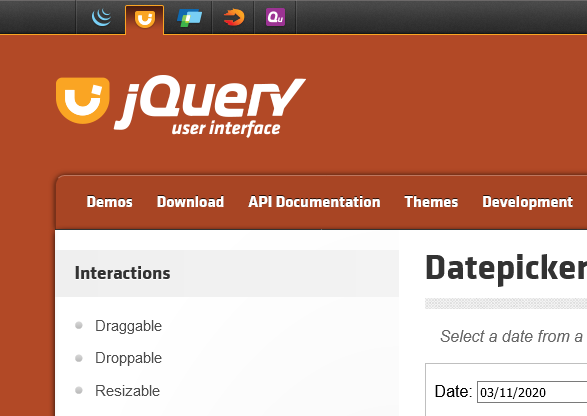 Qu
jQuery
user interface
Demos Download API Documentation Themes Development
Interactions
Draggable
Droppable
Resizable
Datepicker
Select a date from a
Date: 03/11/2020